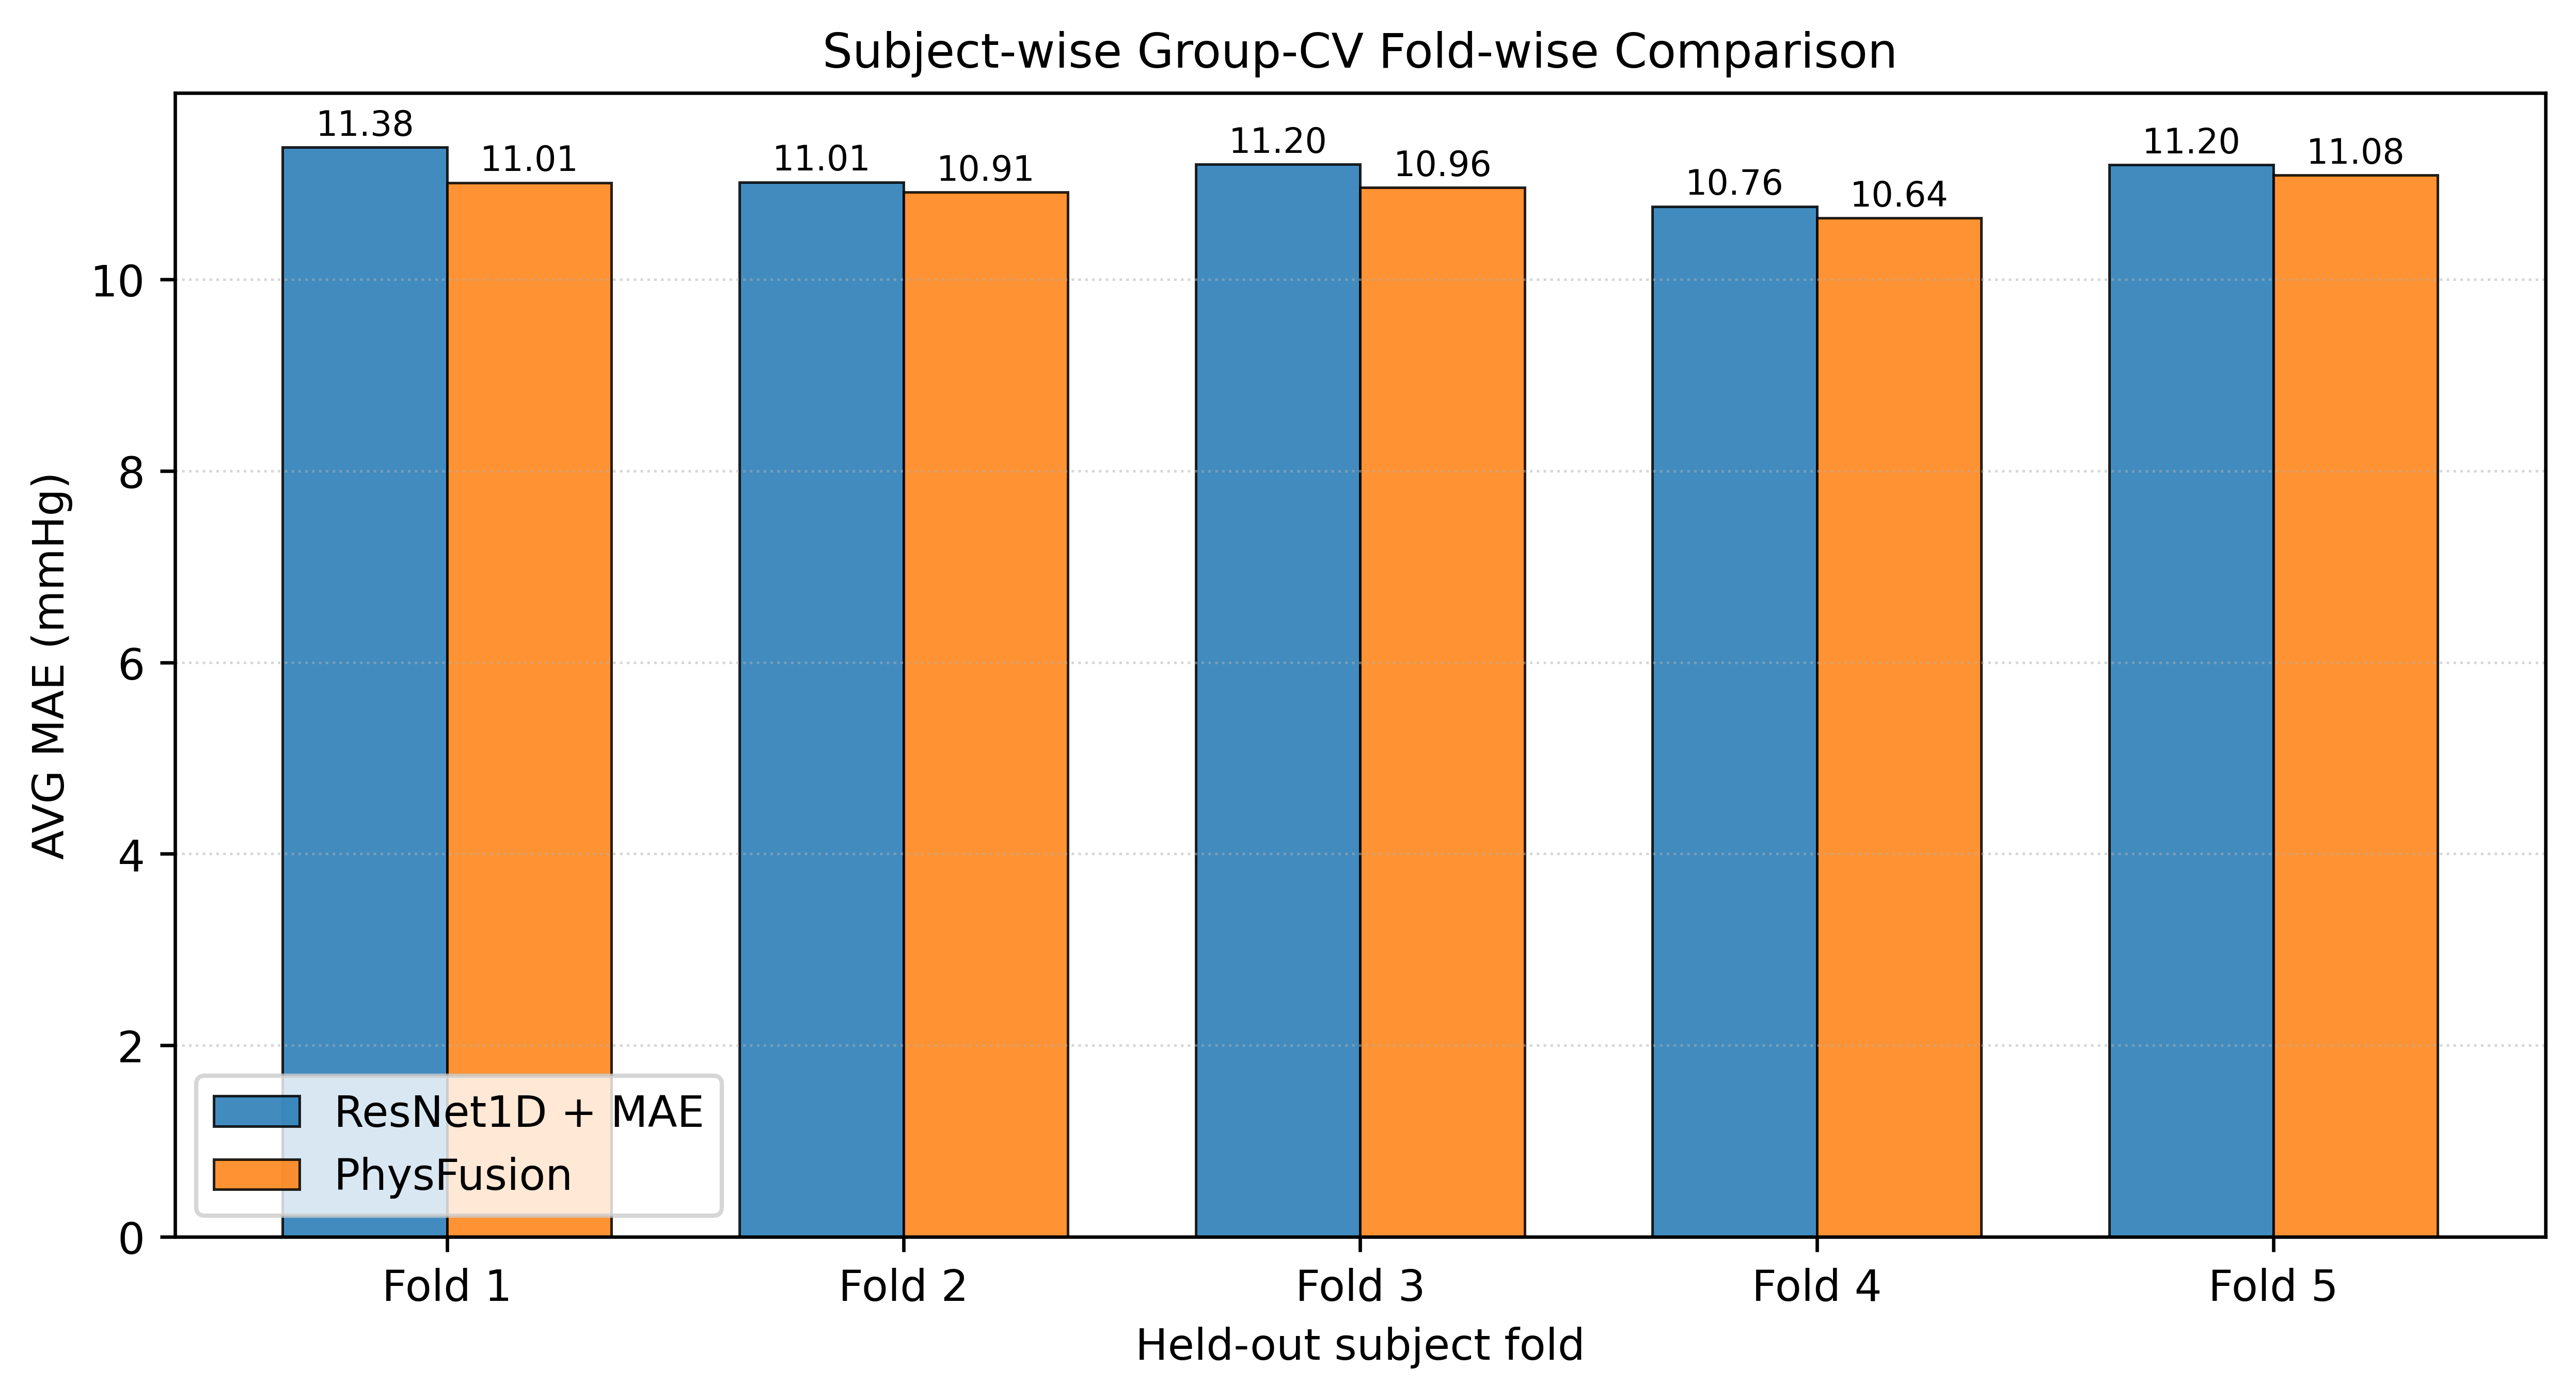 Subject-wise Group-CV Fold-wise Comparison
11.38
11.01
11.01
10.91
11.20
10.96
10.76
10.64
11.20
11.08
AVG MAE (mmHg)
10
8
6
4
2
0
ResNet1D + MAE
PhysFusion
Fold 1
Fold 2
Fold 3
Fold 4
Fold 5
Held-out subject fold